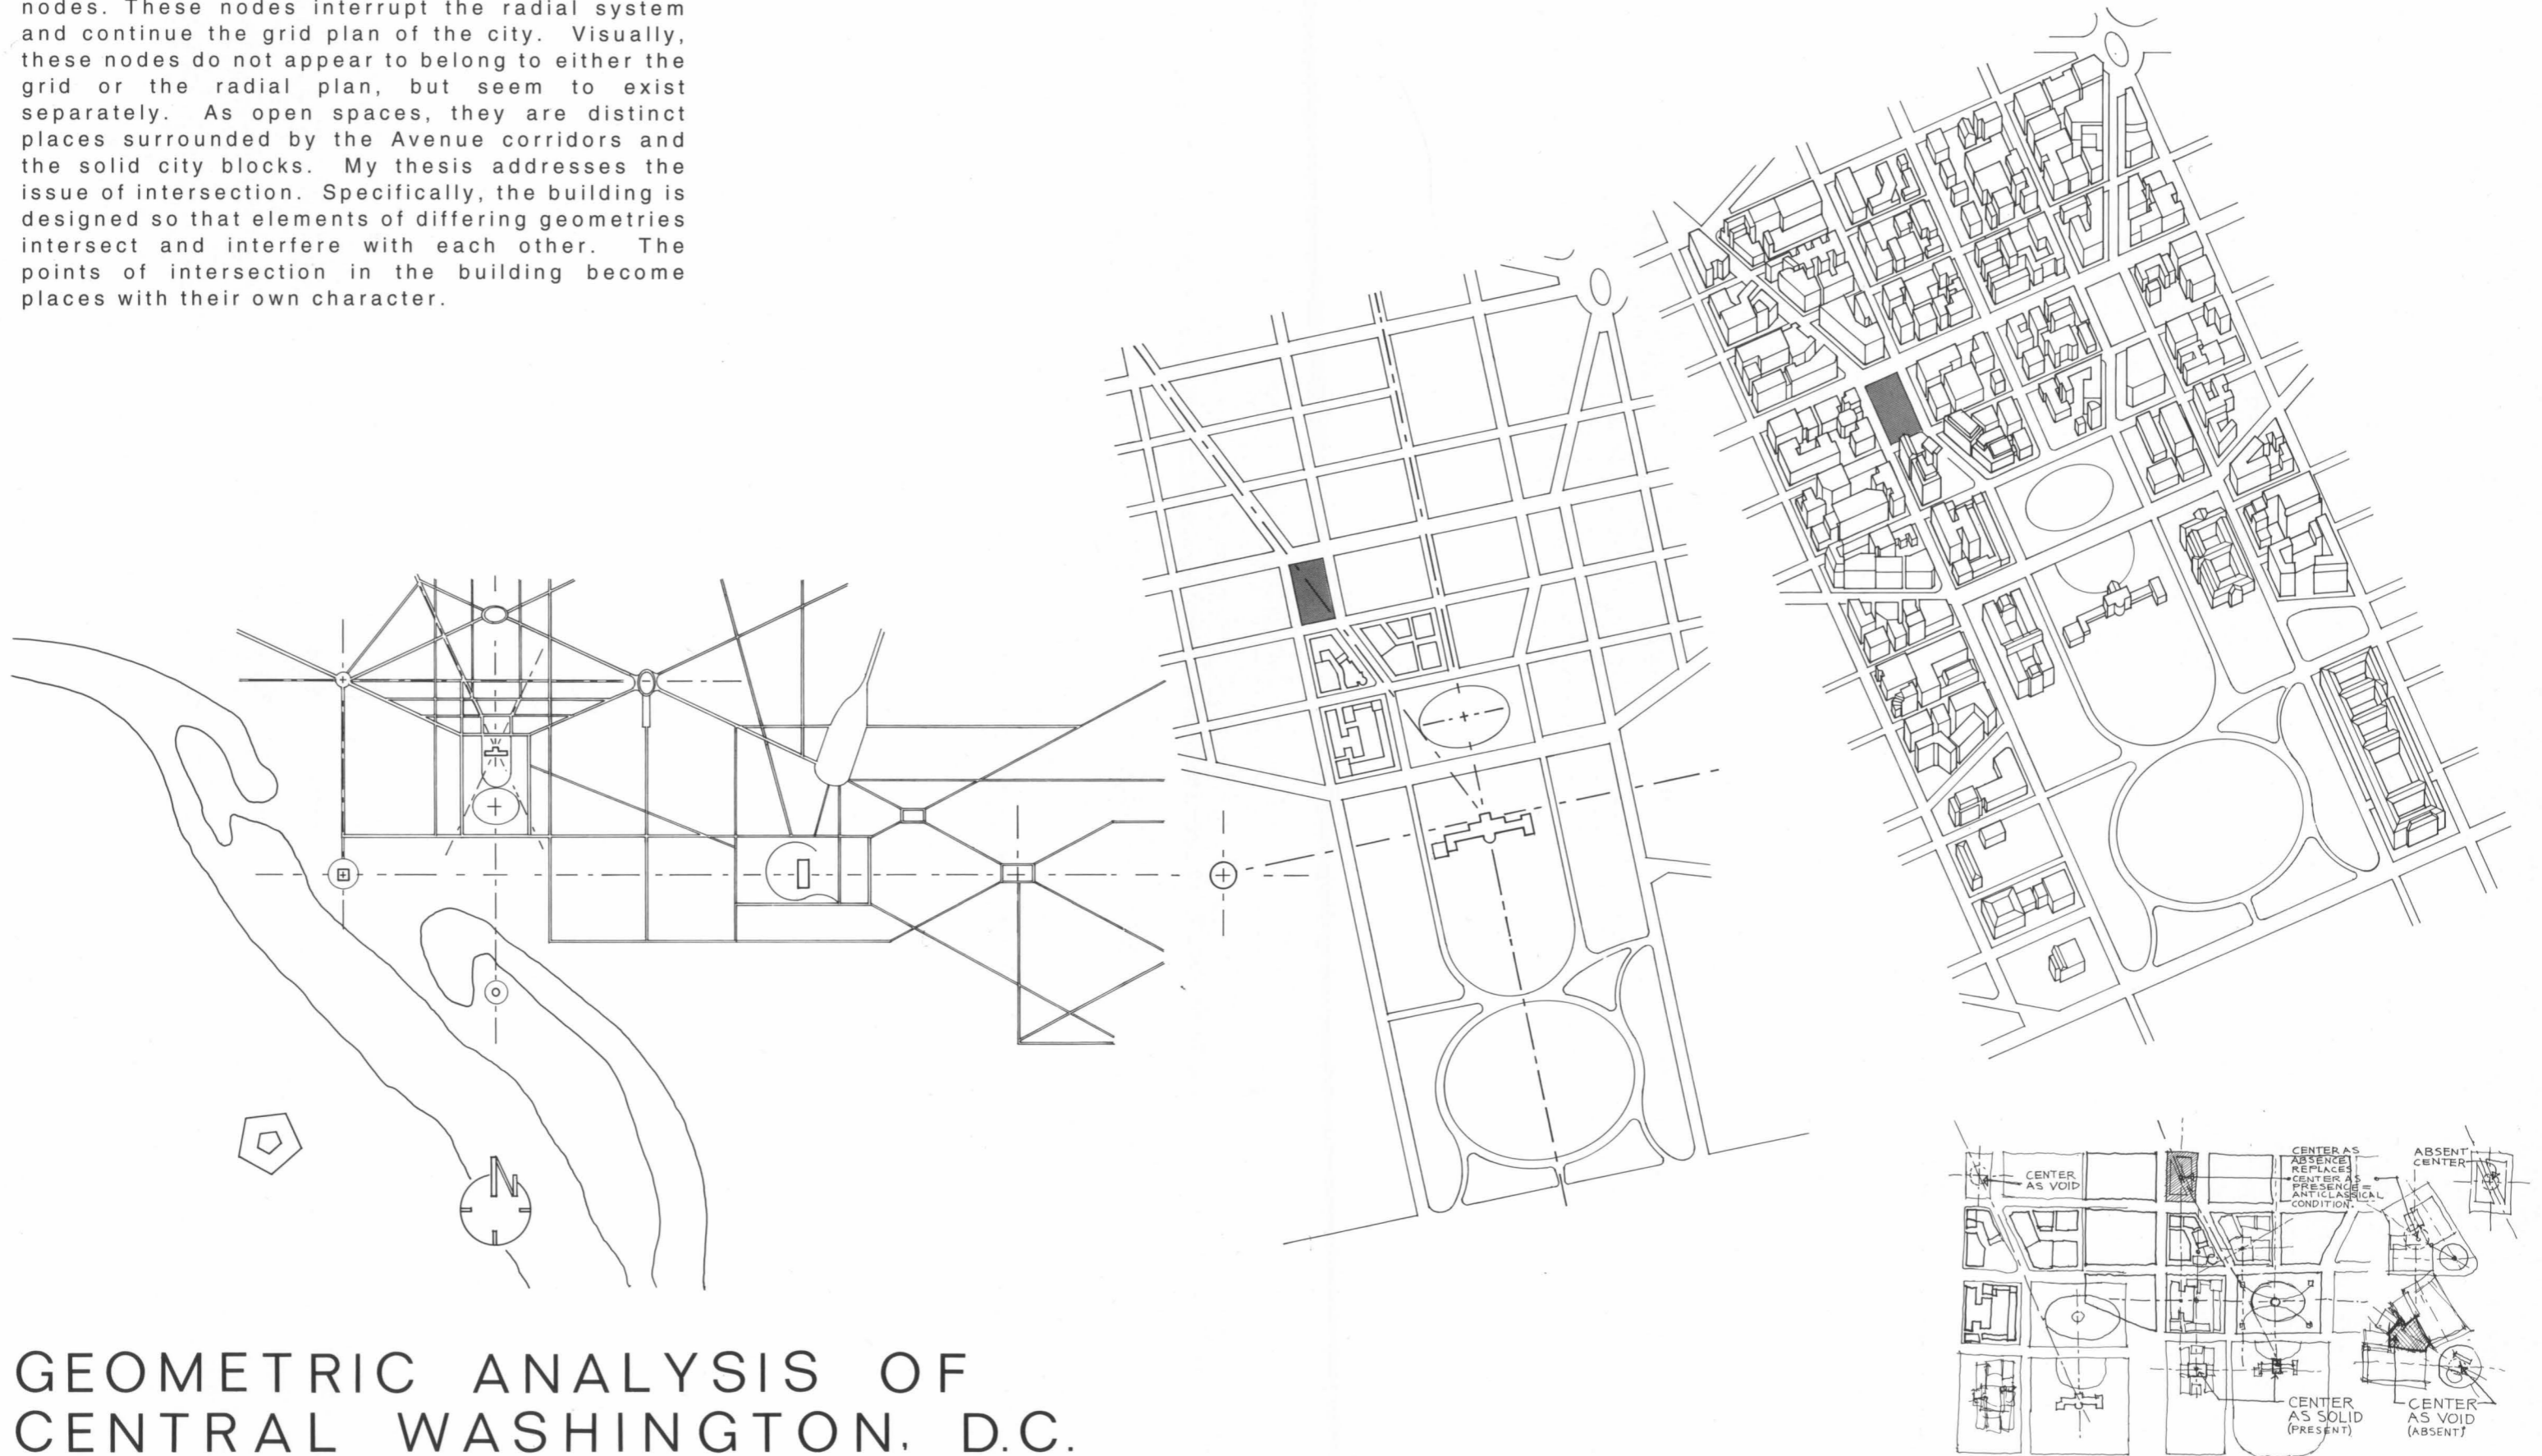 nodes. These nodes interrupt the radial system
and continue the grid plan of the city. Visually,
these nodes do not appear to belong to either the
grid or the radial plan, but seem to exist
separately. As open spaces, they are distinct
places surrounded by the Avenue corridors and
the solid city blocks. My thesis addresses the
issue of intersection. Specifically, the building is
designed so that elements of differing geometries
intersect and interfere with each other. The
points of intersection in the building become
places with their own character.
N
CENTER
AS VOID
CENTER AS
ABSENCE
REPLACES
CENTER AS
PRESENCE =
ANTICLASSICAL
CONDITION.
ABSENT
CENTER
CENTER
AS SOLID
(PRESENT)
CENTER
AS VOID
(ABSENT)
GEOMETRIC ANALYSIS OF
CENTRAL WASHINGTON, D.C.